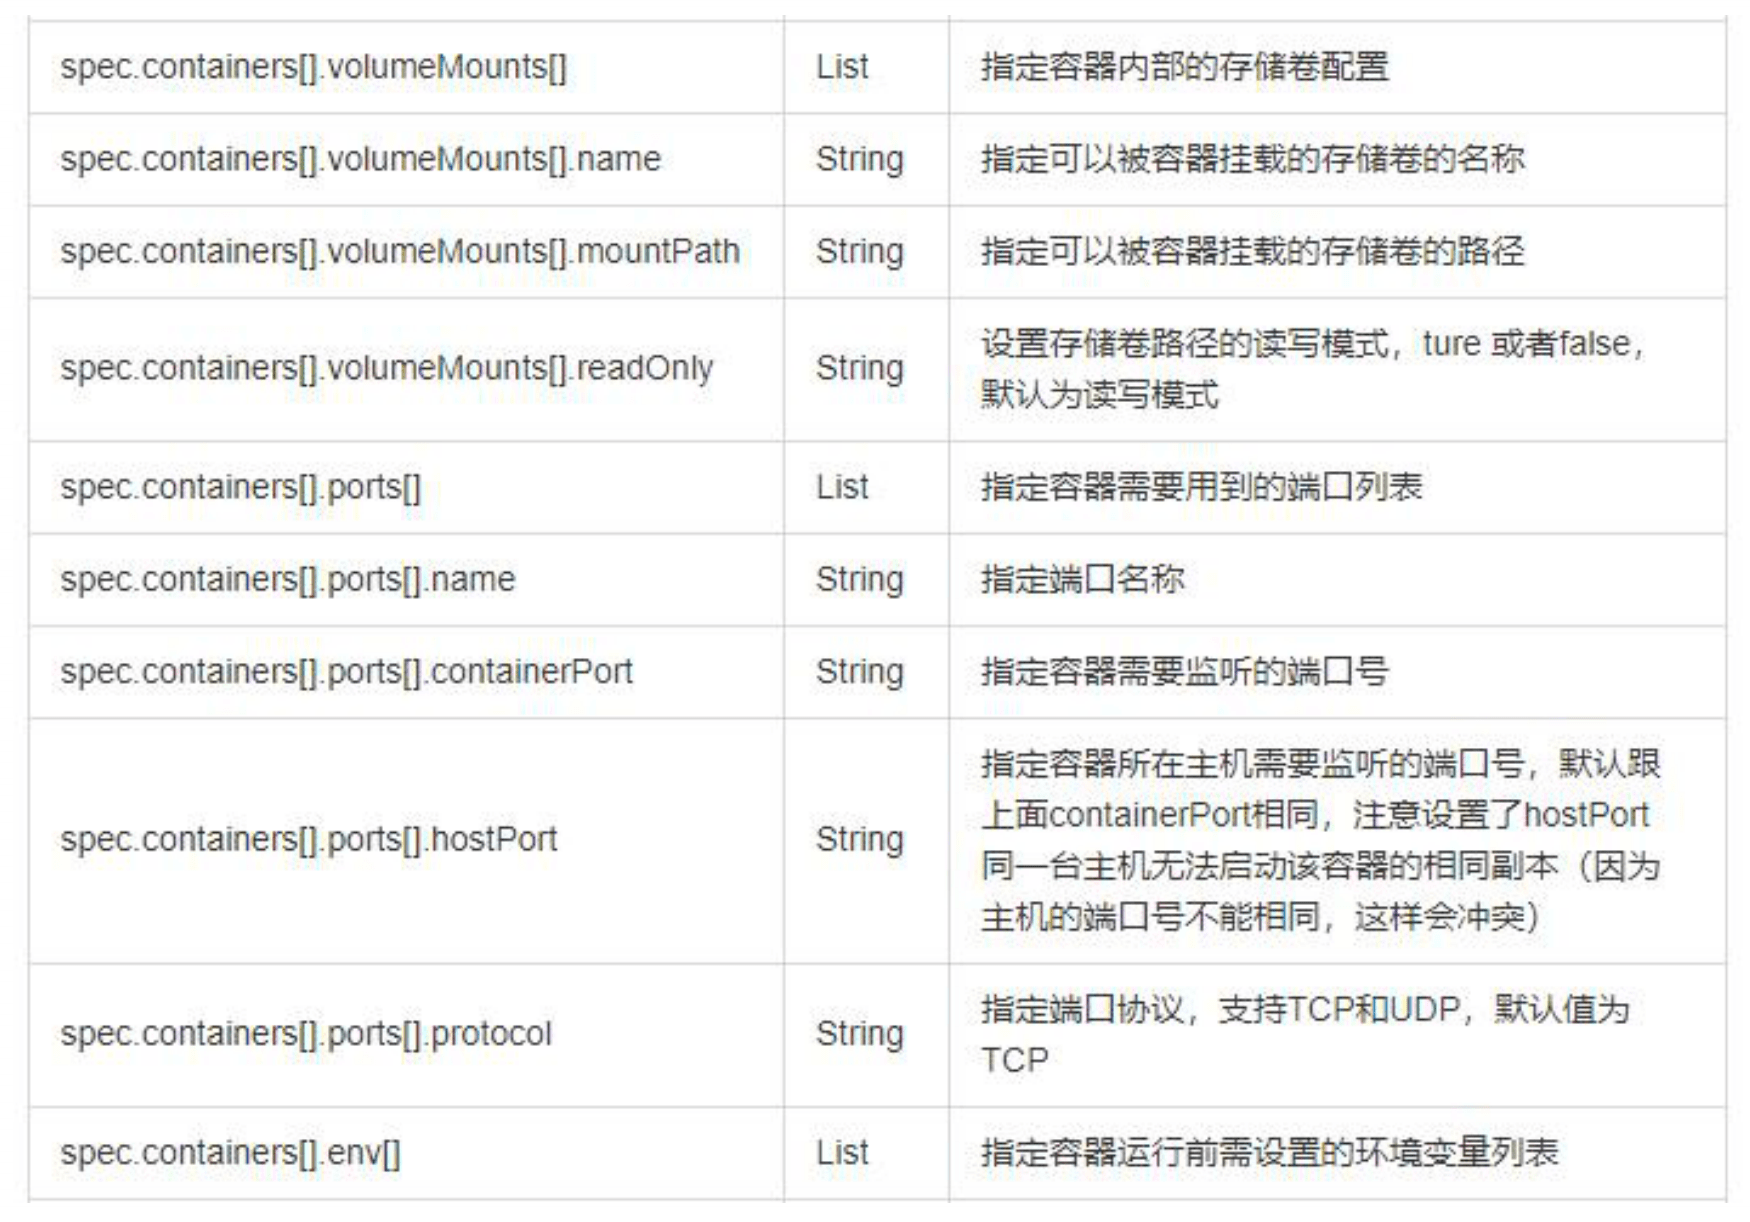 spec.containers[].volumeMounts[] List 指定容器内部的存储卷配置
spec.containers[].volumeMounts[].name String 指定可以被容器挂载的存储卷的名称
spec.containers[].volumeMounts[].mountPath String 指定可以被容器挂载的存储卷的路径
spec.containers[].volumeMounts[].readOnly String 设置存储卷路径的读写模式，ture 或者false，
默认为读写模式
spec.containers[].ports[] List 指定容器需要用到的端口列表
spec.containers[].ports[].name String 指定端口名称
spec.containers[].ports[].containerPort String 指定容器需要监听的端口号
spec.containers[].ports[].hostPort String 指定容器所在主机需要监听的端口号，默认跟
上面containerPort相同，注意设置了hostPort
同一台主机无法启动该容器的相同副本（因为
主机的端口号不能相同，这样会冲突）
spec.containers[].ports[].protocol String 指定端口协议，支持TCP和UDP，默认值为
TCP
spec.containers[].env[] List 指定容器运行前需设置的环境变量列表